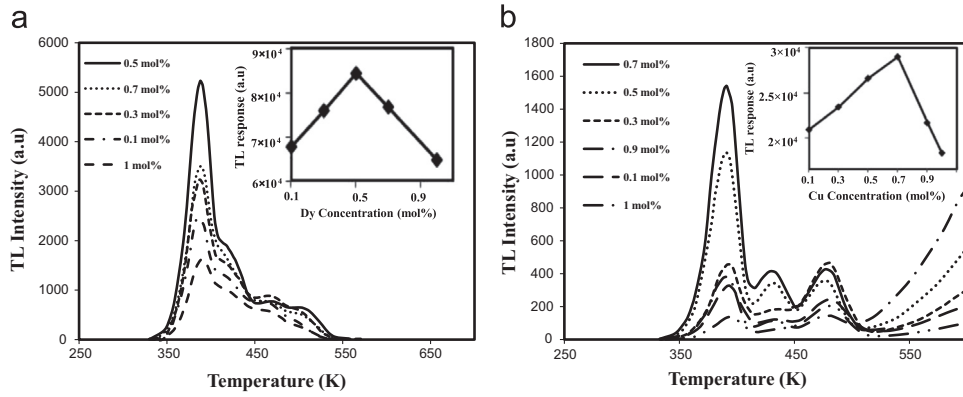 a
6000
5000
4000
3000
2000
1000
0
TL Intensity (a.u)
250 350 450 550 650
Temperature (K)
0.5 mol%
0.7 mol%
0.3 mol%
0.1 mol%
1 mol%
9×10⁴
8×10⁴
7×10⁴
6×10⁴
TL response (a.u)
0.1 0.5 0.9
Dy Concentration (mol%)
b
1800
1600
1400
1200
1000
800
600
400
200
0
TL Intensity (a.u)
250 350 450 550
Temperature (K)
0.7 mol%
0.5 mol%
0.3 mol%
0.9 mol%
0.1 mol%
1 mol%
3×10⁴
2.5×10⁴
2×10⁴
TL response (a.u)
0.1 0.3 0.5 0.7 0.9
Cu Concentration (mol%)